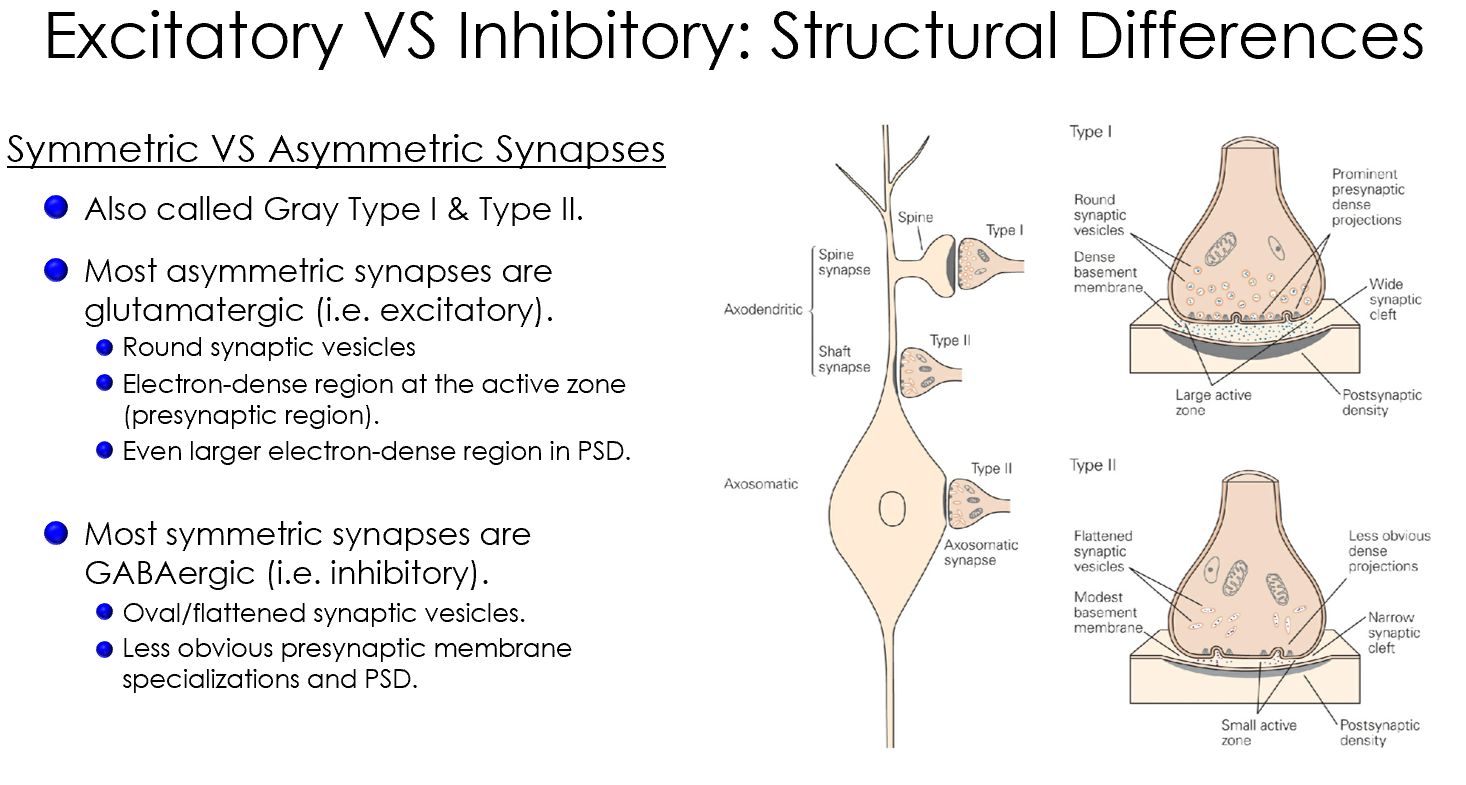 Excitatory VS Inhibitory: Structural Differences
Symmetric VS Asymmetric Synapses
Also called Gray Type I & Type II.
Most asymmetric synapses are
glutamatergic (i.e. excitatory).
Round synaptic vesicles
Electron-dense region at the active zone
(presynaptic region).
Even larger electron-dense region in PSD.
Most symmetric synapses are
GABAergic (i.e. inhibitory).
Oval/flattened synaptic vesicles.
Less obvious presynaptic membrane
specializations and PSD.
Spine
Type I
Spine
synapse
Axodendritic
Type II
Shaft
synapse
Axosomatic
Type II
Axosomatic
synapse
Type I
Prominent
presynaptic
dense
projections
Round
synaptic
vesicles
Dense
basement
membrane
Wide
synaptic
cleft
Large active
zone
Postsynaptic
density
Type II
Flattened
synaptic
vesicles
Less obvious
dense
projections
Modest
basement
membrane
Narrow
synaptic
cleft
Small active
zone
Postsynaptic
density